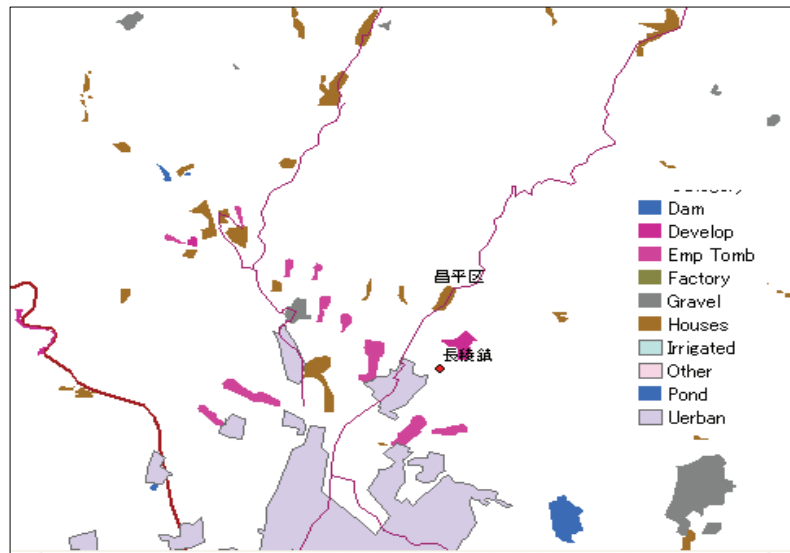 昌平区
長陵鎮
Dam
Develop
Emp Tomb
Factory
Gravel
Houses
Irrigated
Other
Pond
Uerban